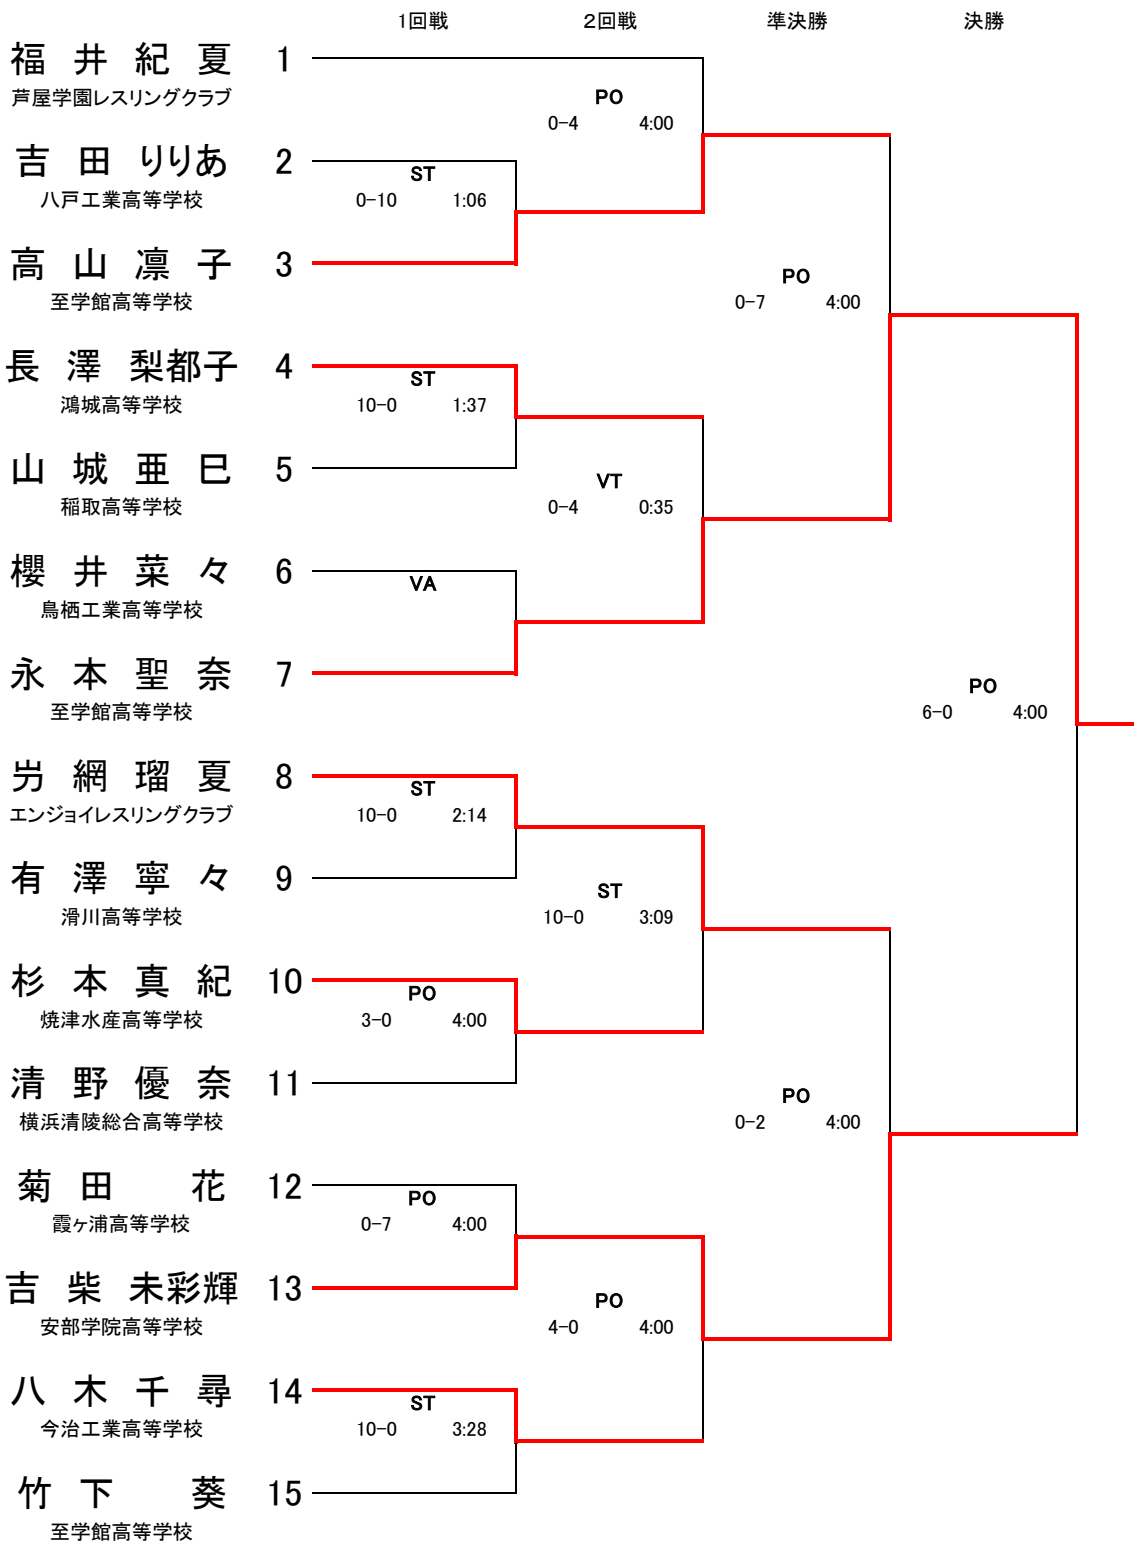 1回戦 2回戦 準決勝 決勝
福井紀夏 1
芦屋学園レスリングクラブ
PO
0-4 4:00
吉田りりあ 2
八戸工業高等学校
ST
0-10 1:06
高山凛子 3
至学館高等学校
PO
0-7 4:00
長澤梨都子 4
鴻城高等学校
ST
10-0 1:37
山城亜巳 5
稲取高等学校
VT
0-4 0:35
櫻井菜々 6
鳥栖工業高等学校
VA
永本聖奈 7
至学館高等学校
PO
6-0 4:00
屶網瑠夏 8
エンジョイレスリングクラブ
ST
10-0 2:14
有澤寧々 9
滑川高等学校
ST
10-0 3:09
杉本真紀 10
焼津水産高等学校
PO
3-0 4:00
清野優奈 11
横浜清陵総合高等学校
PO
0-2 4:00
菊田花 12
霞ヶ浦高等学校
PO
0-7 4:00
吉柴未彩輝 13
安部学院高等学校
PO
4-0 4:00
八木千尋 14
今治工業高等学校
ST
10-0 3:28
竹下葵 15
至学館高等学校